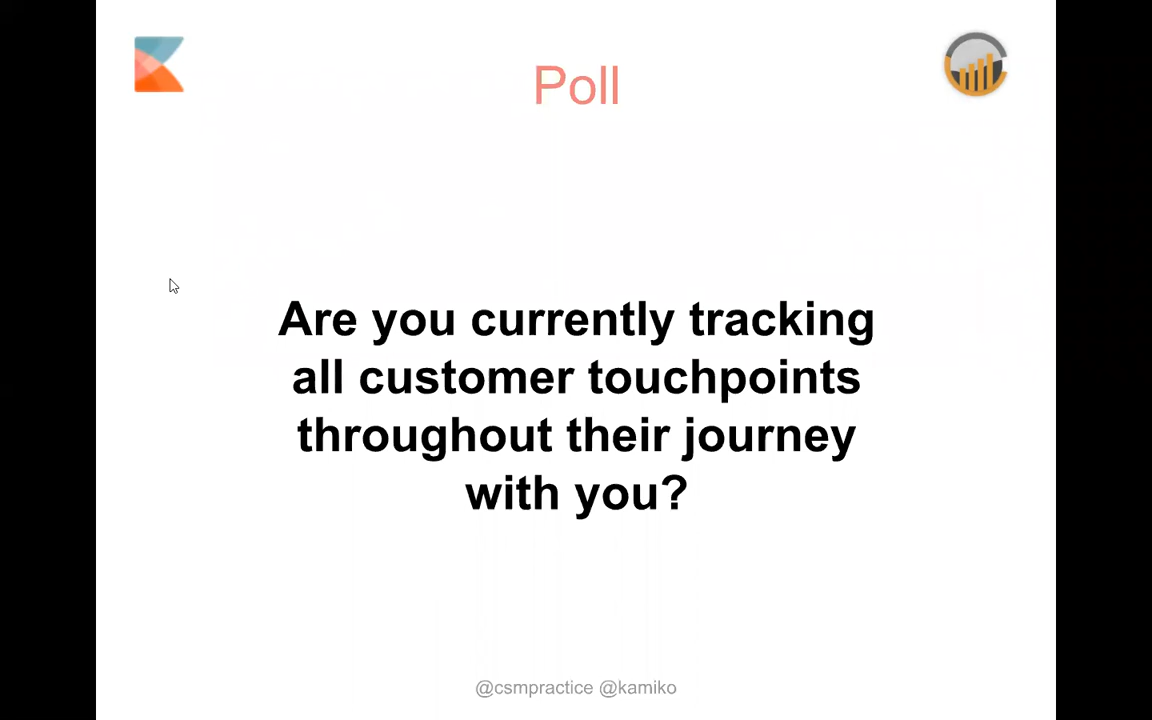 Poll
Are you currently tracking
all customer touchpoints
throughout their journey
with you?
@csmpractice @kamiko